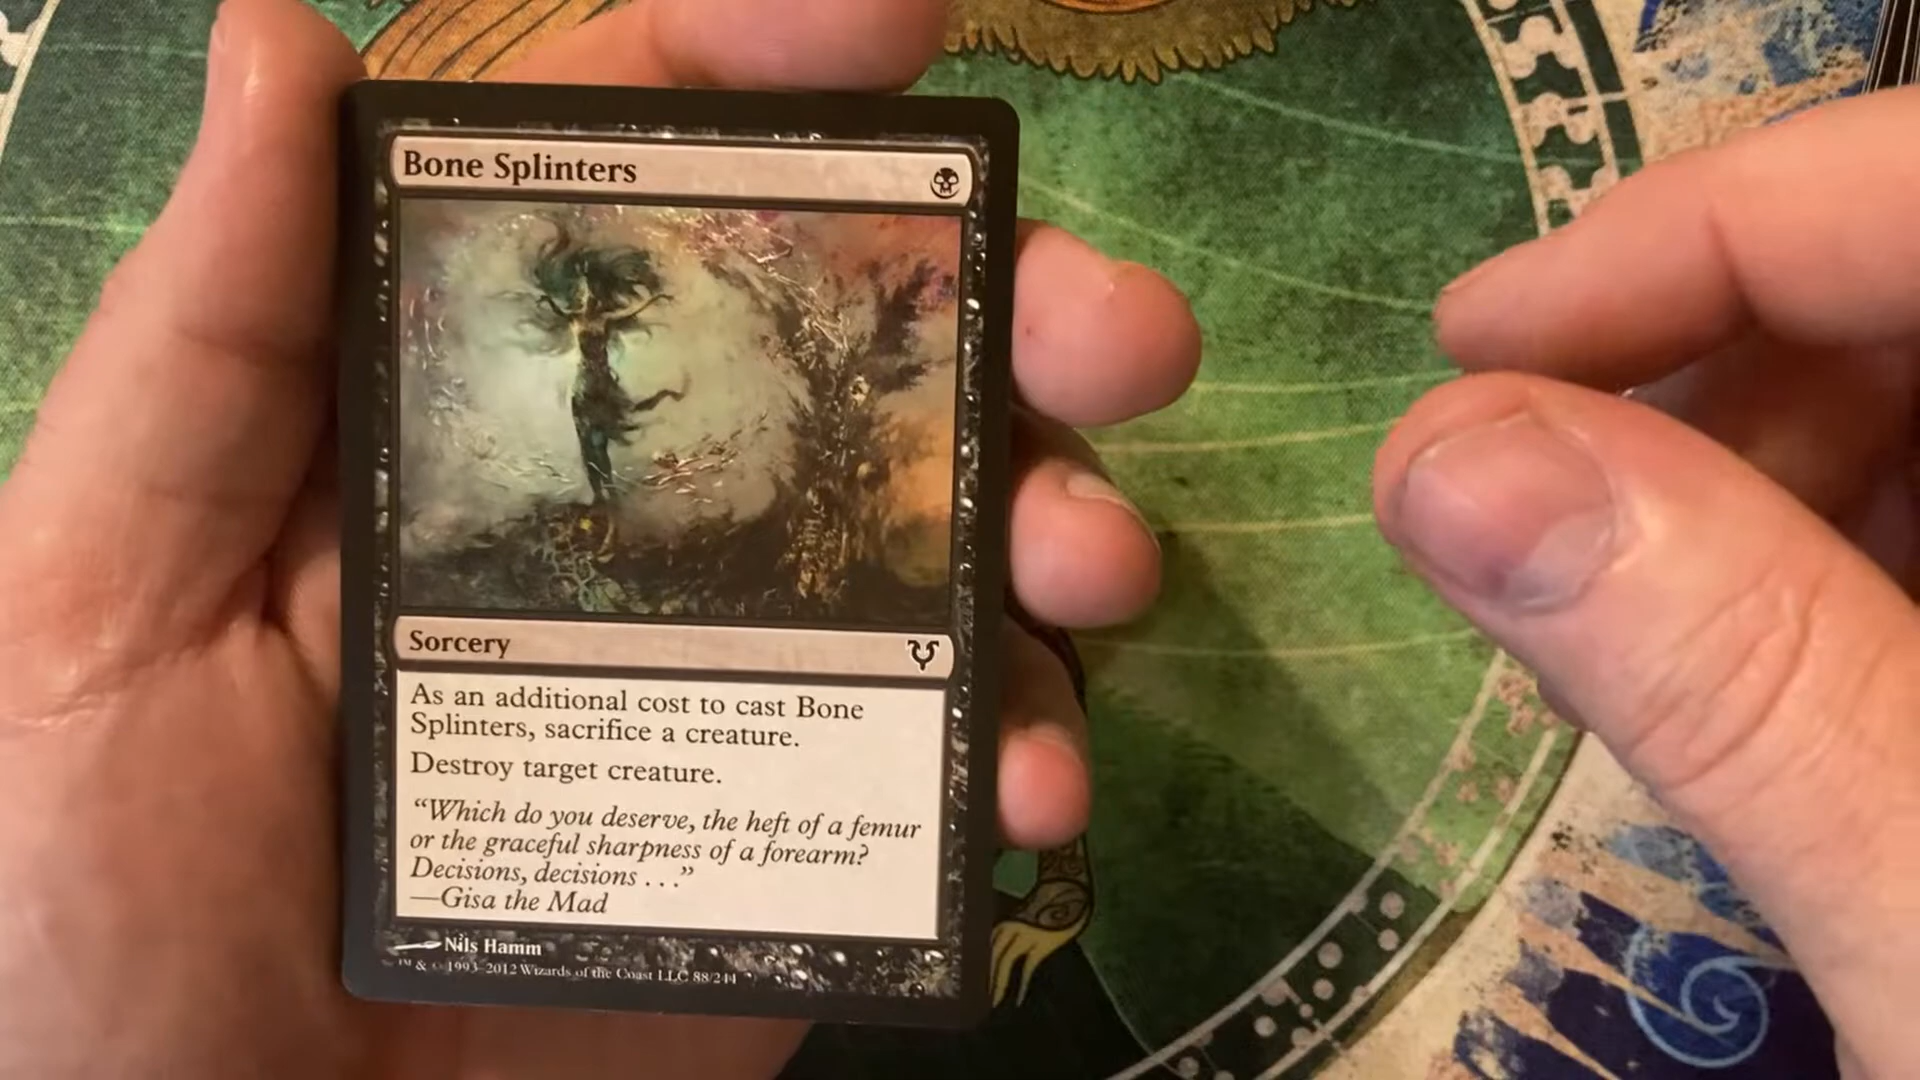 Bone Splinters
Sorcery
As an additional cost to cast Bone
Splinters, sacrifice a creature.
Destroy target creature.
“Which do you deserve, the heft of a femur
or the graceful sharpness of a forearm?
Decisions, decisions . . .”
—Gisa the Mad
Nils Hamm
™ & © 1993–2012 Wizards of the Coast LLC 88/244